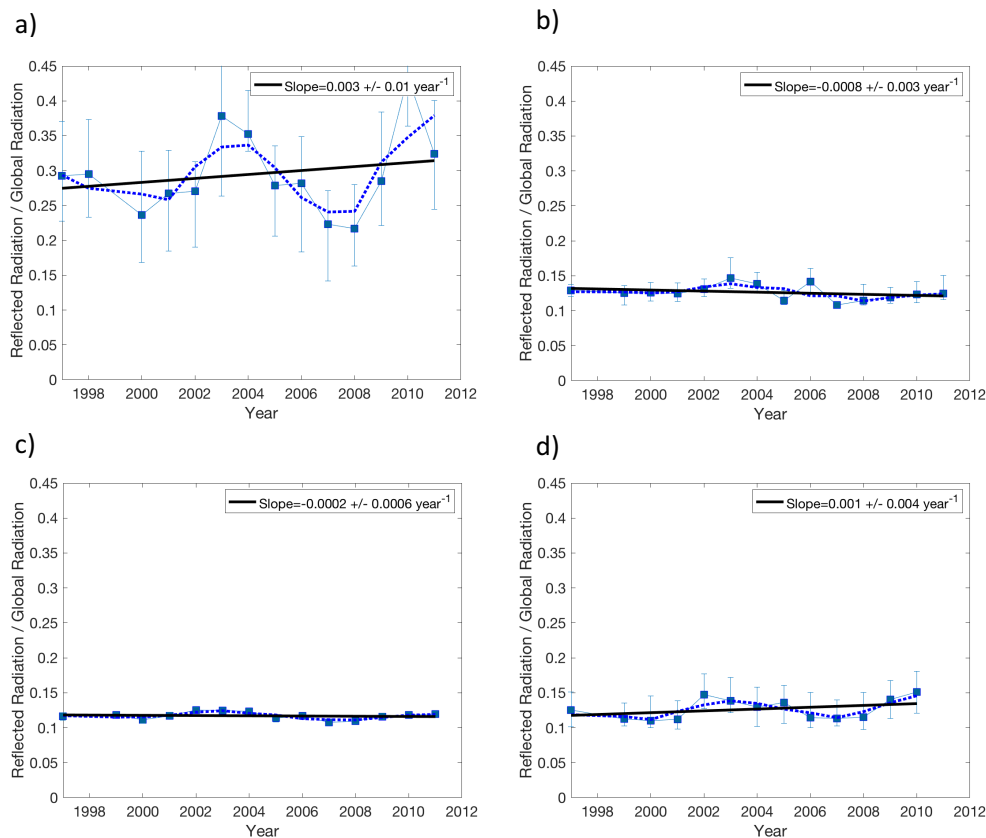 a)
Slope=0.003 +/- 0.01 year-1
0.45
0.4
0.35
0.3
0.25
0.2
0.15
0.1
0.05
0
Reflected Radiation / Global Radiation
1998 2000 2002 2004 2006 2008 2010 2012
Year
b)
Slope=-0.0008 +/- 0.003 year-1
0.45
0.4
0.35
0.3
0.25
0.2
0.15
0.1
0.05
0
Reflected Radiation / Global Radiation
1998 2000 2002 2004 2006 2008 2010 2012
Year
c)
Slope=-0.0002 +/- 0.0006 year-1
0.45
0.4
0.35
0.3
0.25
0.2
0.15
0.1
0.05
0
Reflected Radiation / Global Radiation
1998 2000 2002 2004 2006 2008 2010 2012
Year
d)
Slope=0.001 +/- 0.004 year-1
0.45
0.4
0.35
0.3
0.25
0.2
0.15
0.1
0.05
0
Reflected Radiation / Global Radiation
1998 2000 2002 2004 2006 2008 2010 2012
Year